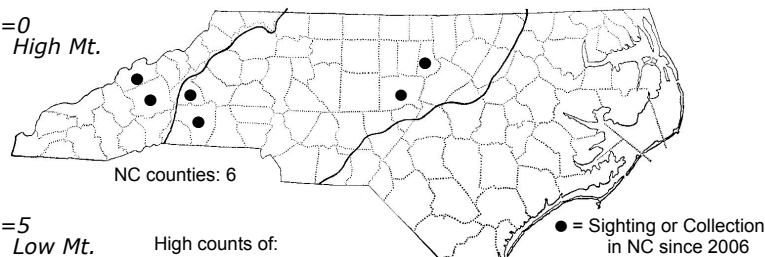 =0
High Mt.
NC counties: 6
=5
Low Mt.
High counts of:
● = Sighting or Collection
in NC since 2006